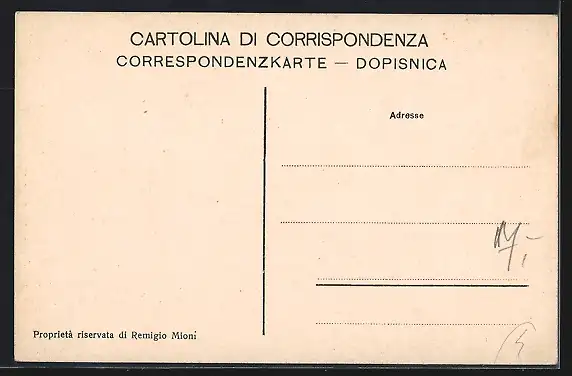 CARTOLINA DI CORRISPONDENZA
CORRESPONDENZKARTE — DOPISNICA
Adresse
Proprietà riservata di Remigio Mioni